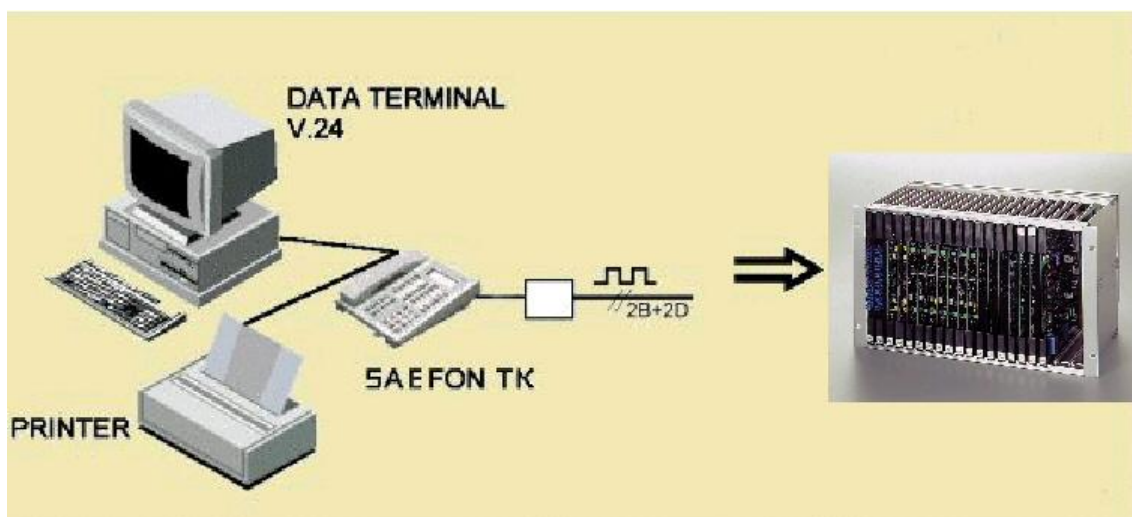 DATA TERMINAL
V.24
2B+2D
SAEFON TK
PRINTER